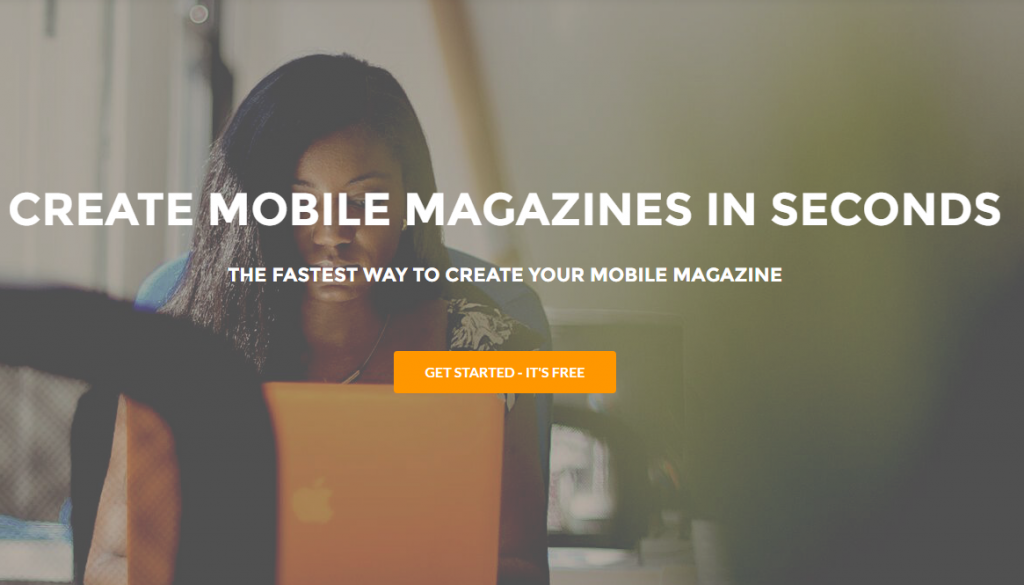 CREATE MOBILE MAGAZINES IN SECONDS
THE FASTEST WAY TO CREATE YOUR MOBILE MAGAZINE
GET STARTED - IT'S FREE